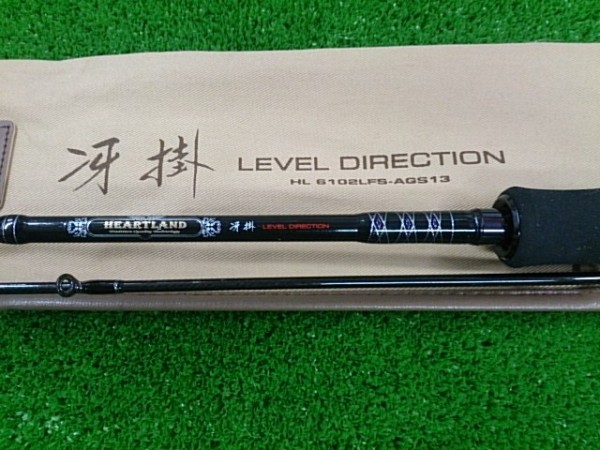 冴掛 LEVEL DIRECTION
HL 6102LFS-AGS13
HEARTLAND
冴掛 LEVEL DIRECTION